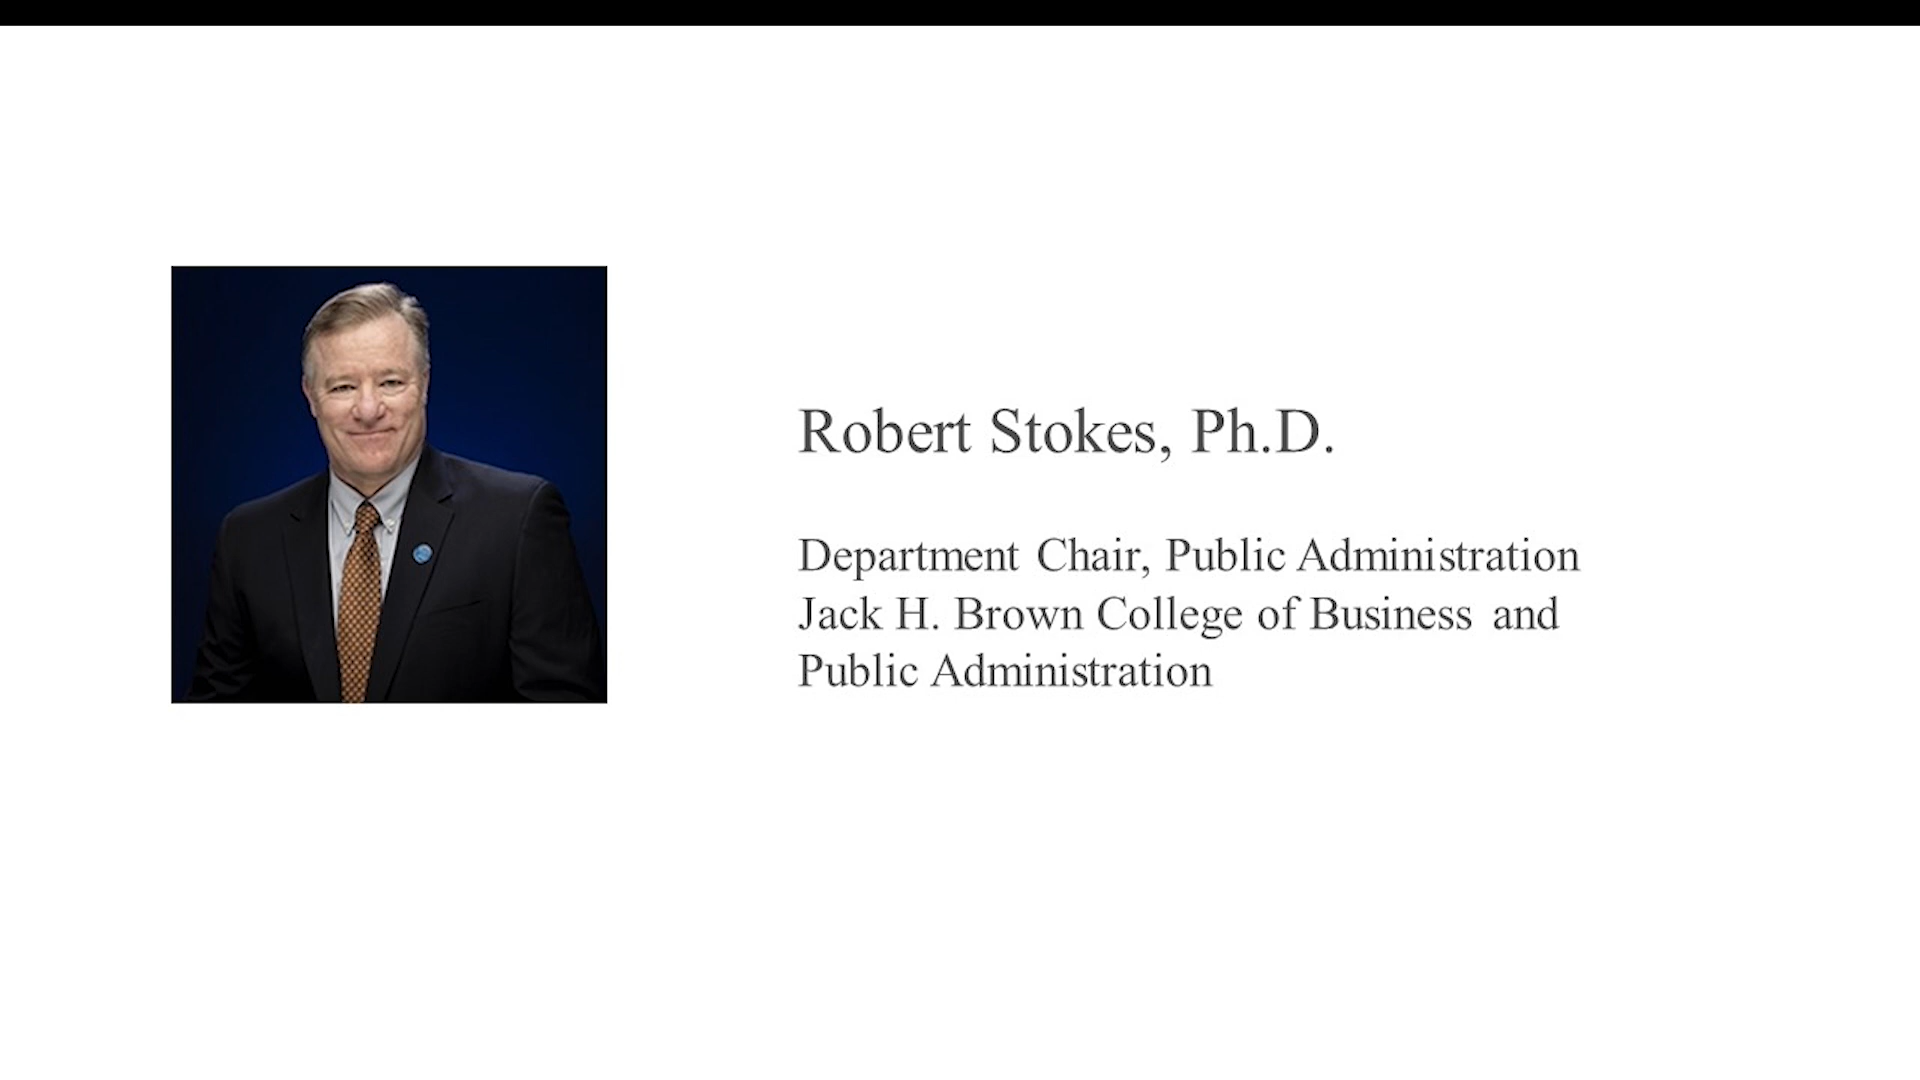 Robert Stokes, Ph.D.
Department Chair, Public Administration
Jack H. Brown College of Business and
Public Administration